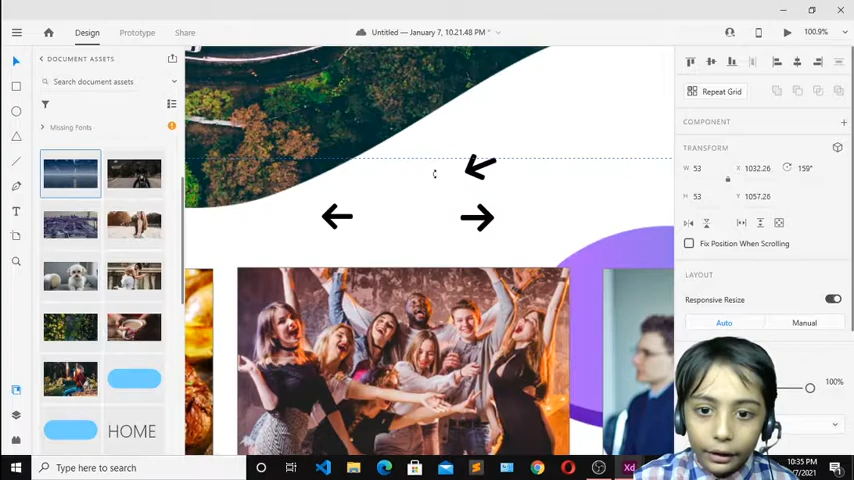 Design
Prototype
Share
Untitled — January 7, 10.21.48 PM *
100.9%
DOCUMENT ASSETS
Search document assets
Missing Fonts
HOME
Repeat Grid
COMPONENT
TRANSFORM
W 53
X 1032.26
159°
H 53
Y 1057.26
Fix Position When Scrolling
LAYOUT
Responsive Resize
Auto
Manual
100%
Type here to search
Xd
10:35 PM
/7/2021
1